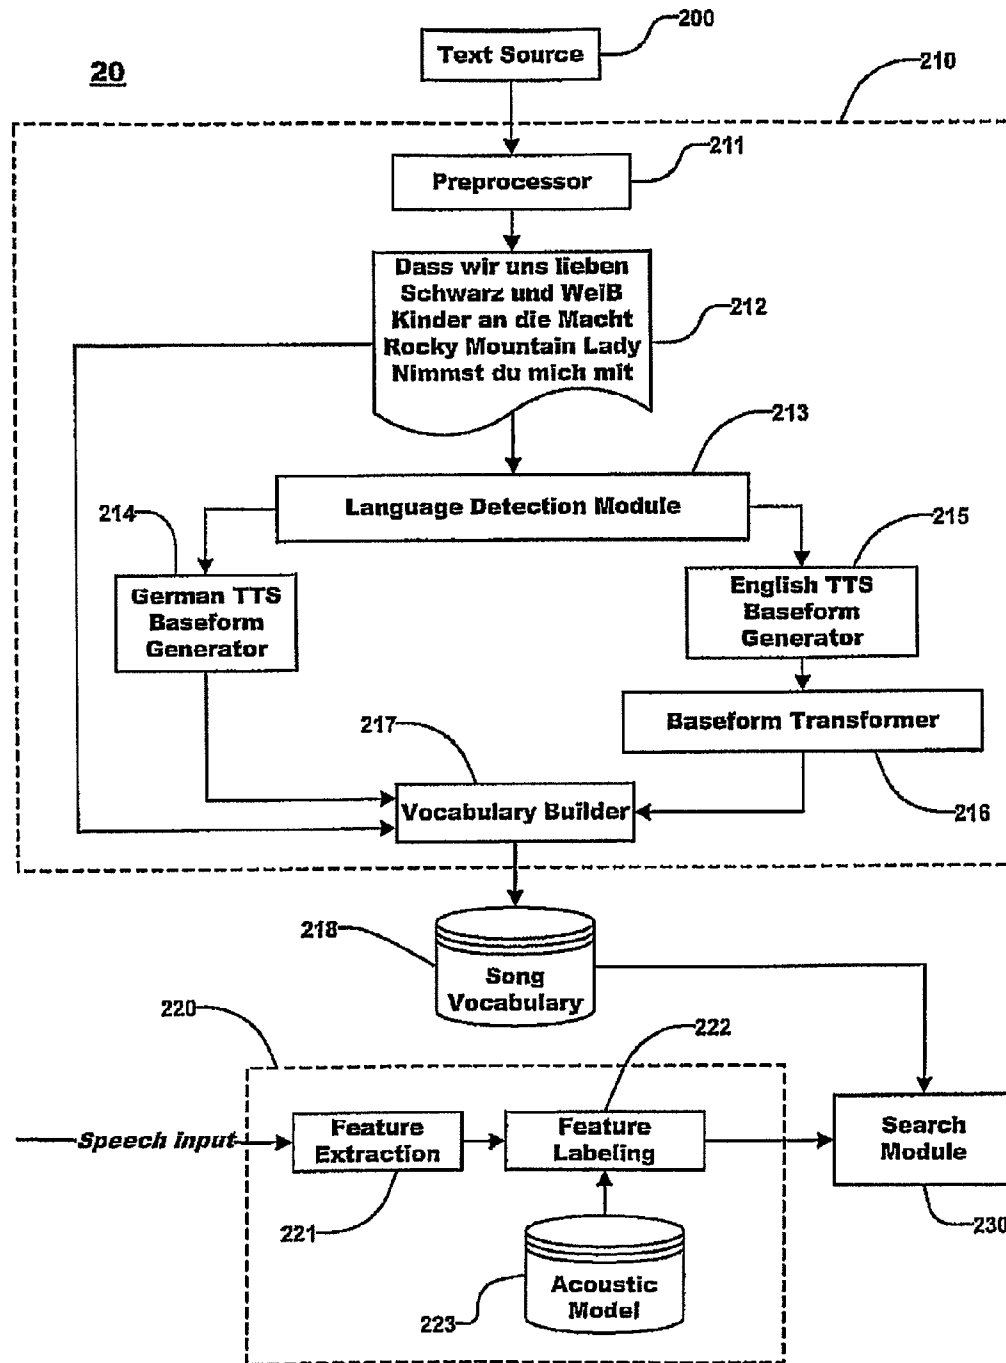 200
Text Source
20
210
211
Preprocessor
Dass wir uns lieben
Schwarz und Weiß
Kinder an die Macht
Rocky Mountain Lady
Nimmst du mich mit
212
213
Language Detection Module
214
215
German TTS
Baseform
Generator
English TTS
Baseform
Generator
Baseform Transformer
217
Vocabulary Builder
216
218
Song
Vocabulary
220
222
Speech input
Feature
Extraction
Feature
Labeling
Search
Module
221
230
Acoustic
Model
223